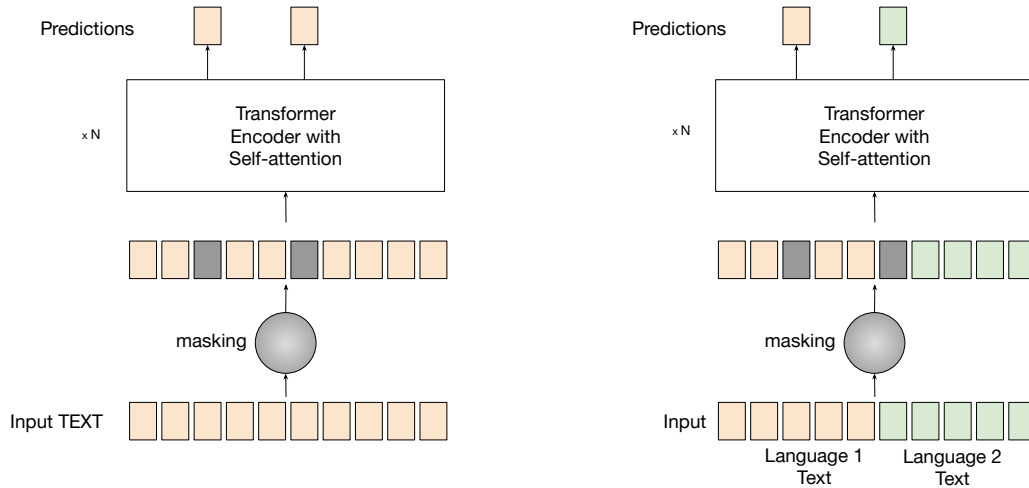 Predictions
Transformer
Encoder with
Self-attention
x N
masking
Input TEXT
Predictions
Transformer
Encoder with
Self-attention
x N
masking
Input
Language 1
Text
Language 2
Text